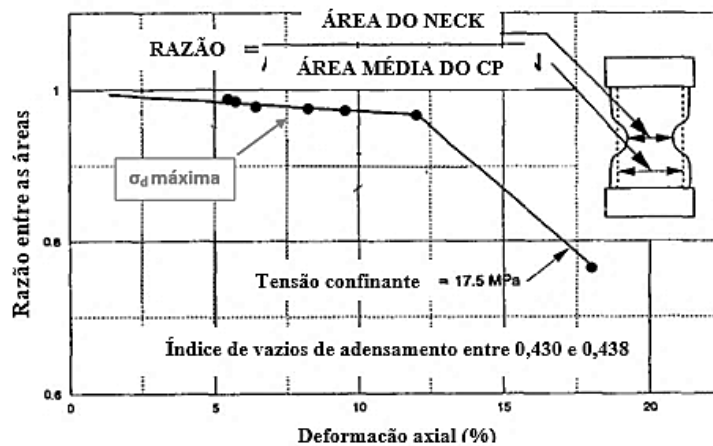 ÁREA DO NECK
RAZÃO =
ÁREA MÉDIA DO CP
Razão entre as áreas
1
0.8
0.6
σd máxima
Tensão confinante = 17.5 MPa
Índice de vazios de adensamento entre 0,430 e 0,438
0 5 10 15 20
Deformação axial (%)